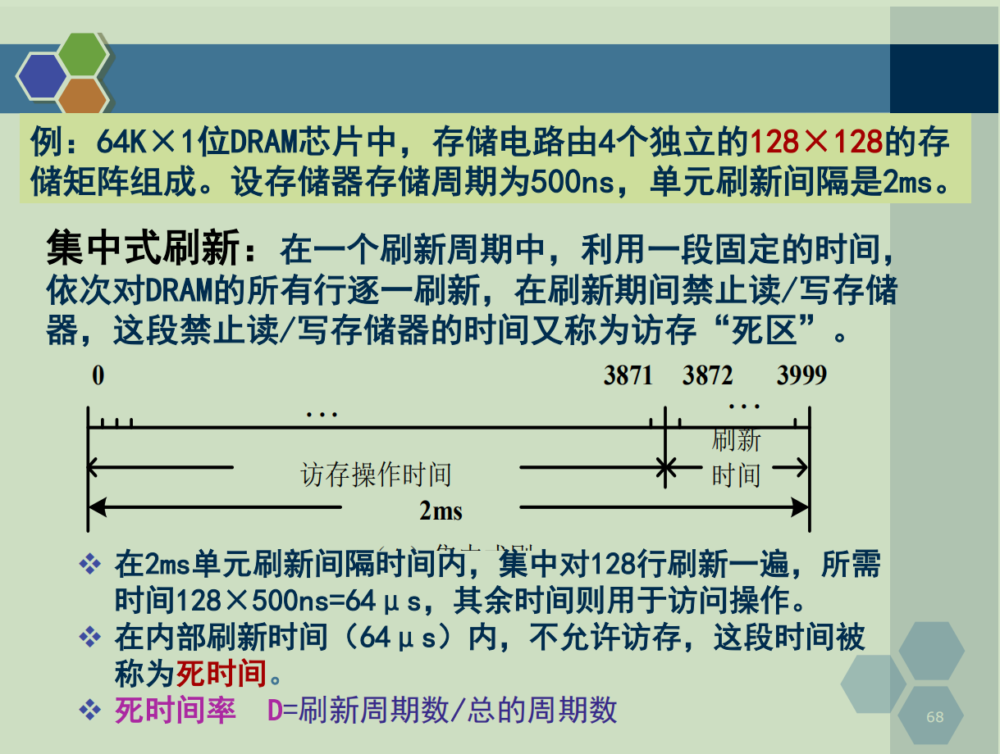 例：64K×1位DRAM芯片中，存储电路由4个独立的128×128的存
储矩阵组成。设存储器存储周期为500ns，单元刷新间隔是2ms。
集中式刷新：在一个刷新周期中，利用一段固定的时间，
依次对DRAM的所有行逐一刷新，在刷新期间禁止读/写存储
器，这段禁止读/写存储器的时间又称为访存“死区”。
0 3871 3872 3999
··· ···
刷新
访存操作时间 时间
2ms
在2ms单元刷新间隔时间内，集中对128行刷新一遍，所需
时间128×500ns=64μs，其余时间则用于访问操作。
在内部刷新时间（64μs）内，不允许访存，这段时间被
称为死时间。
死时间率 D=刷新周期数/总的周期数
68